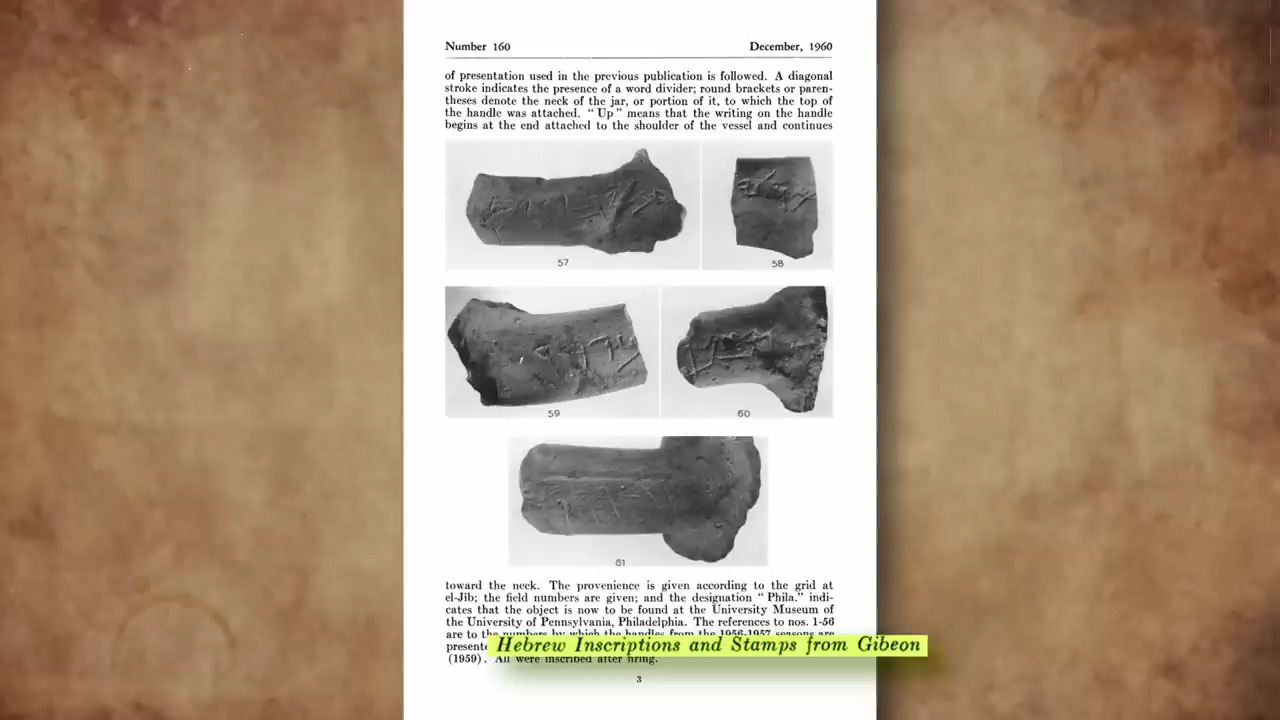 Number 160 December, 1960
of presentation used in the previous publication is followed. A diagonal
stroke indicates the presence of a word divider; round brackets or paren-
theses denote the neck of the jar, or portion of it, to which the top of
the handle was attached. “Up” means that the writing on the handle
begins at the end attached to the shoulder of the vessel and continues
57
58
59
60
61
toward the neck. The provenience is given according to the grid at
el-Jib; the field numbers are given; and the designation “Phila.” indi-
cates that the object is now to be found at the University Museum of
the University of Pennsylvania, Philadelphia. The references to nos. 1-56
are to the numbers by which the handles from the 1956-1957 seasons are
Hebrew Inscriptions and Stamps from Gibeon
(1959). All were inscribed after firing.
3